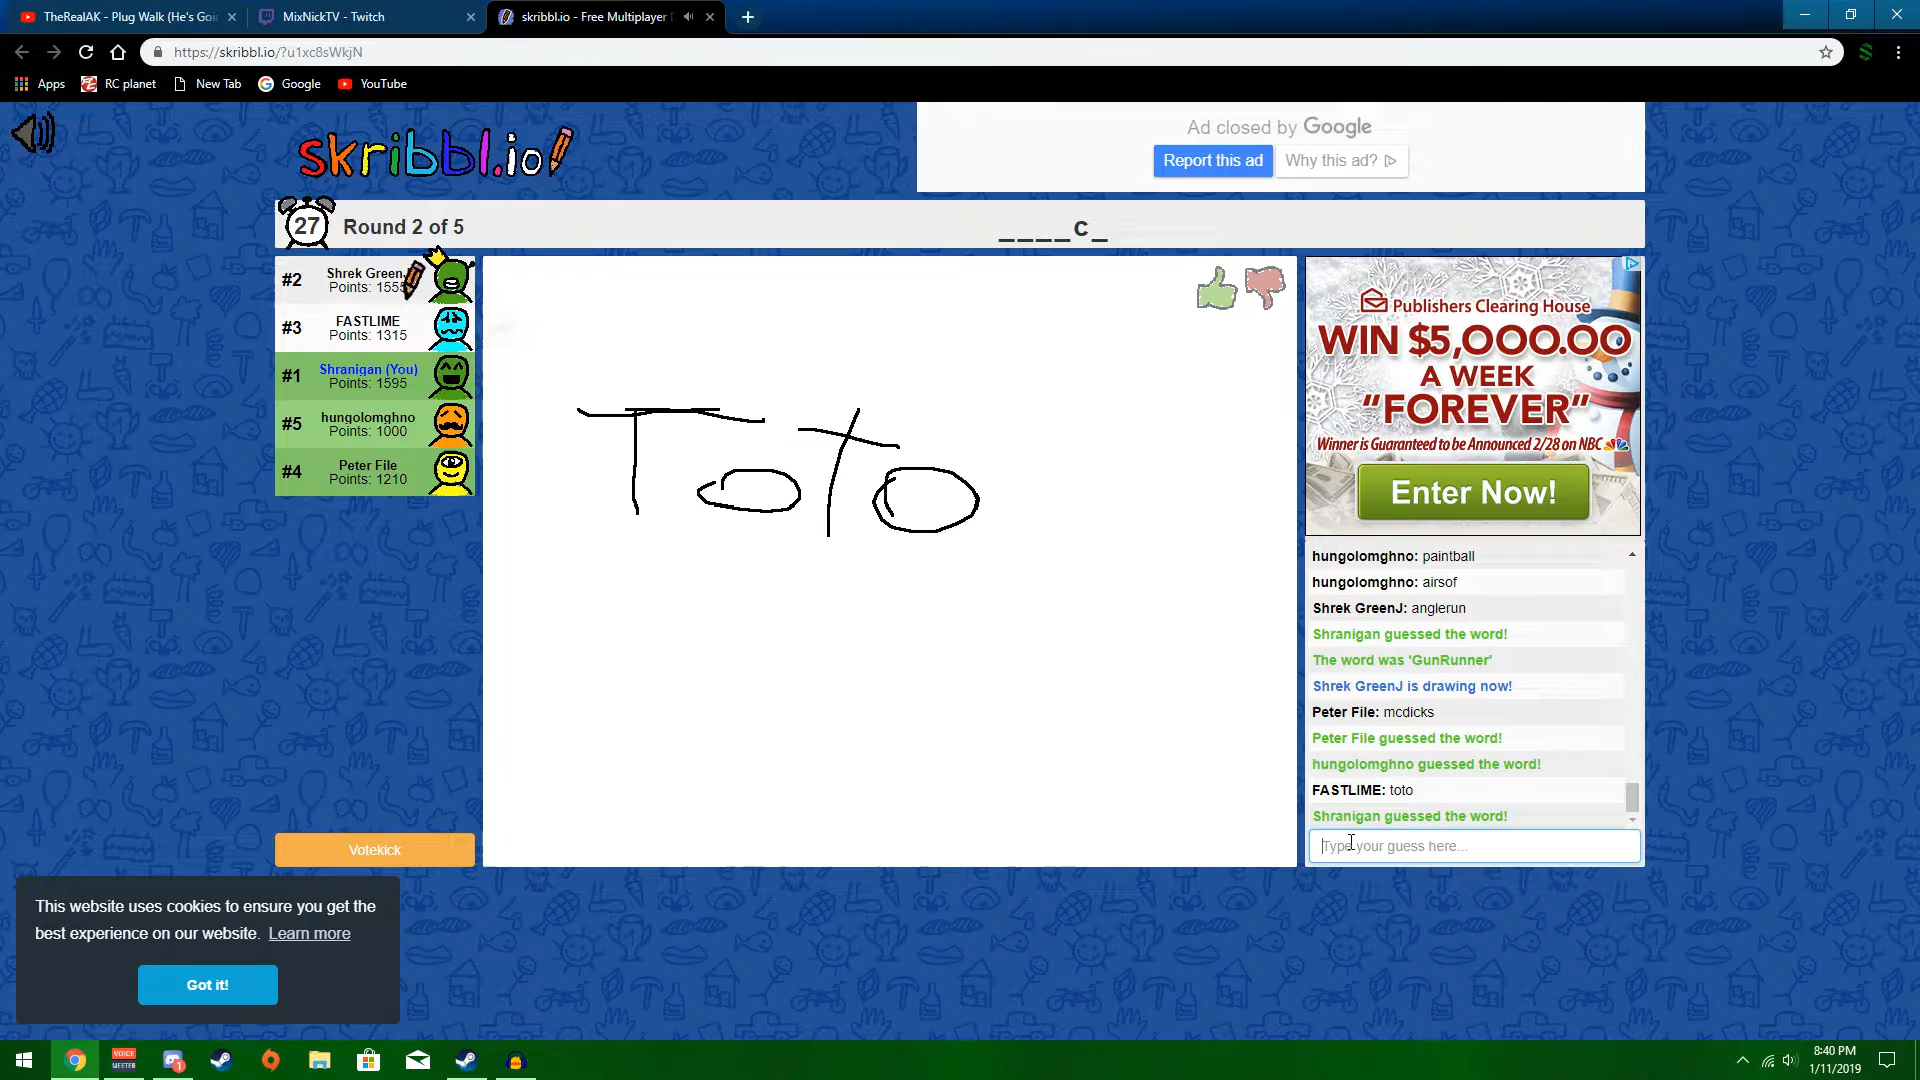 TheRealAK - Plug Walk (He's Goi
MixNickTV - Twitch
skribbl.io - Free Multiplayer D
https://skribbl.io/?u1xc8sWkjN
Apps
RC planet
New Tab
Google
YouTube
skribbl.io
Ad closed by Google
Report this ad
Why this ad?
27
Round 2 of 5
____c_
#2
Shrek GreenJ
Points: 1555
#3
FASTLIME
Points: 1315
#1
Shranigan (You)
Points: 1595
#5
hungolomghno
Points: 1000
#4
Peter File
Points: 1210
Votekick
ToTo
Publishers Clearing House
WIN $5,000.00
A WEEK
"FOREVER"
Winner is Guaranteed to be Announced 2/28 on NBC
Enter Now!
hungolomghno: paintball
hungolomghno: airsof
Shrek GreenJ: anglerun
Shranigan guessed the word!
The word was 'GunRunner'
Shrek GreenJ is drawing now!
Peter File: mcdicks
Peter File guessed the word!
hungolomghno guessed the word!
FASTLIME: toto
Shranigan guessed the word!
Type your guess here...
This website uses cookies to ensure you get the
best experience on our website. Learn more
Got it!
VOICE
MEETER
1
8:40 PM
1/11/2019